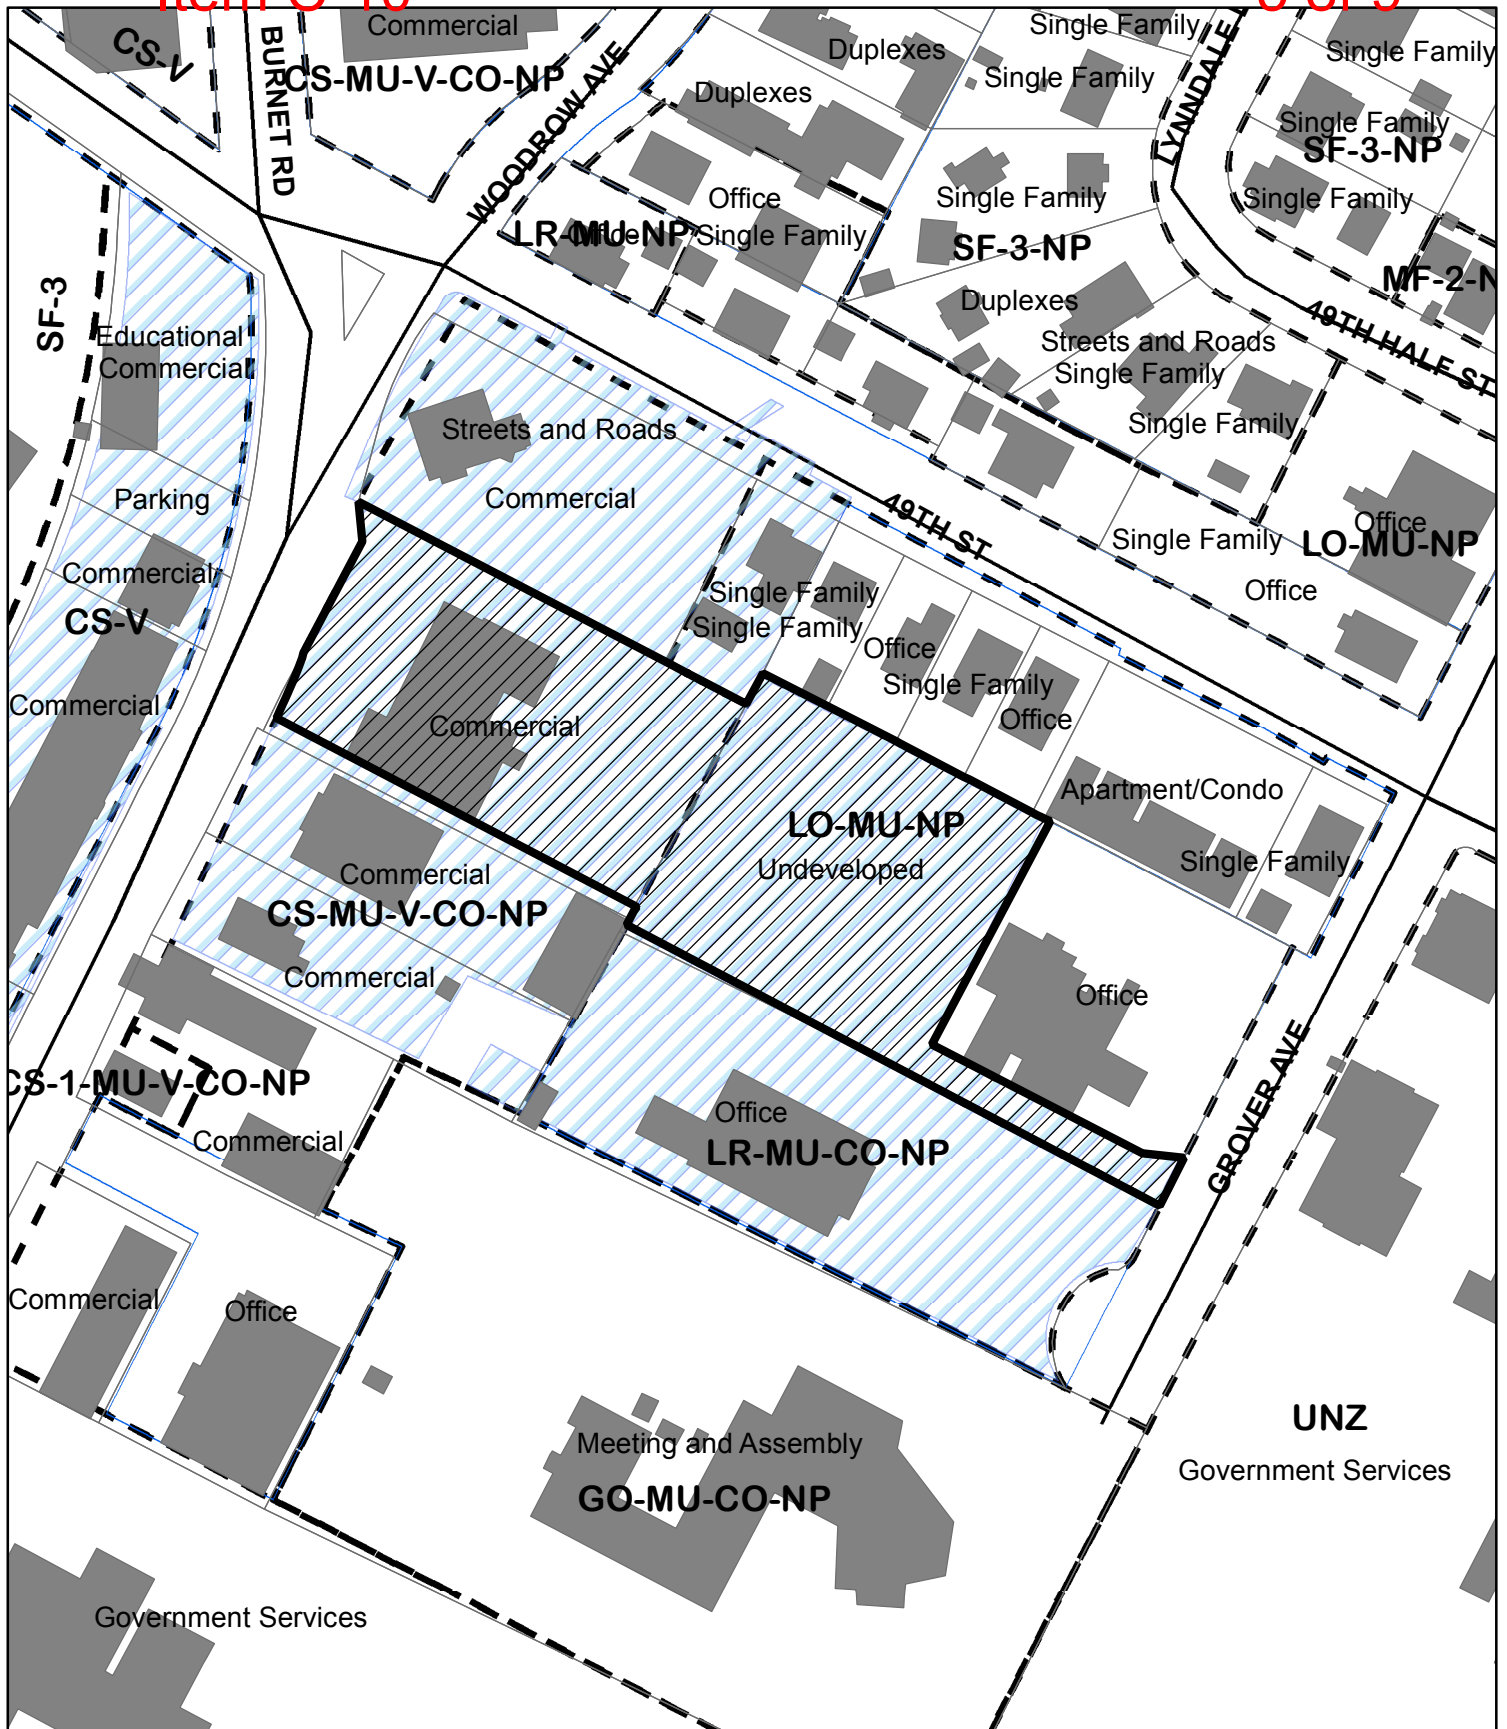 Commercial
Single Family
CS-V
BURNET RD
CS-MU-V-CO-NP
WOODROW AVE
Duplexes
Single Family
Single Family
Duplexes
LYNNDALE
Single Family
SF-3-NP
Office
Single Family
Single Family
LR-MU-NP
Single Family
SF-3-NP
MF-2-N
SF-3
Duplexes
49TH HALF ST
Educational
Streets and Roads
Commercial
Single Family
Streets and Roads
Single Family
Parking
Commercial
49TH ST
Office
Single Family
LO-MU-NP
Commercial
Single Family
Office
CS-V
Single Family
Office
Single Family
Commercial
Commercial
Office
Apartment/Condo
LO-MU-NP
Undeveloped
Single Family
Commercial
CS-MU-V-CO-NP
Commercial
Office
CS-1-MU-V-CO-NP
Office
Commercial
LR-MU-CO-NP
GROVER AVE
Commercial
Office
UNZ
Meeting and Assembly
Government Services
GO-MU-CO-NP
Government Services